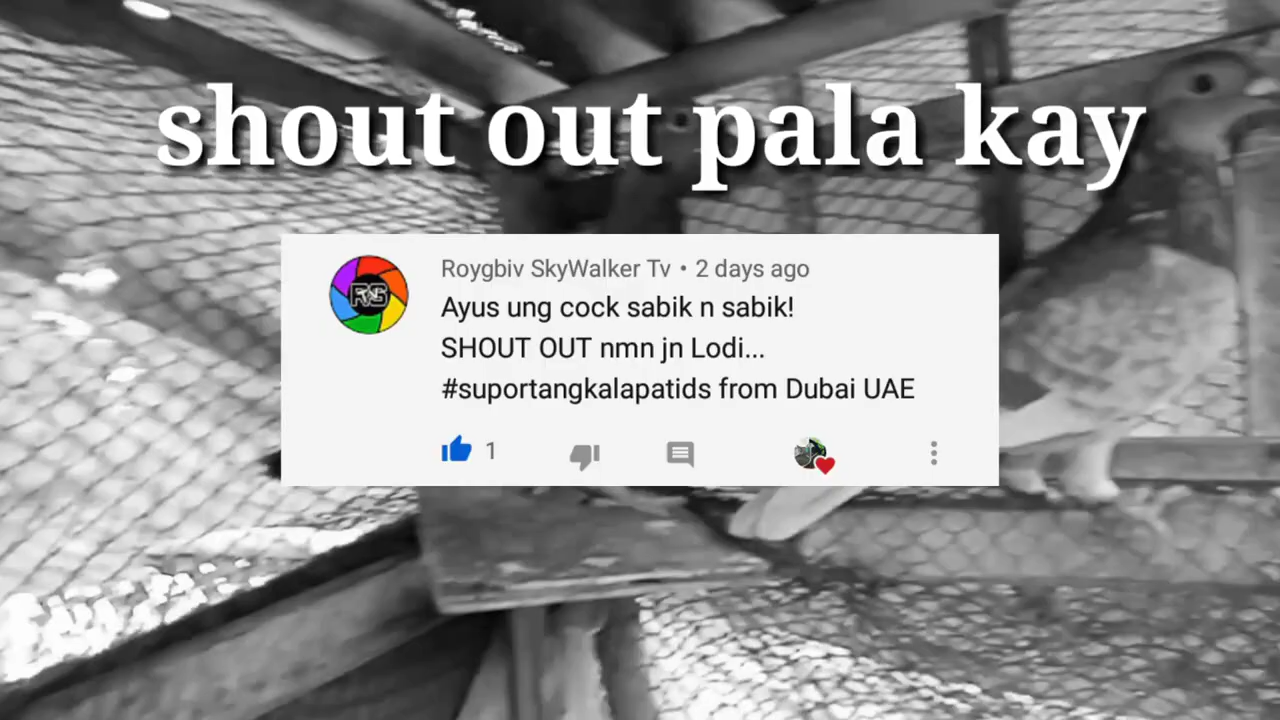 shout out pala kay
Roygbiv SkyWalker Tv • 2 days ago
Ayus ung cock sabik n sabik!
SHOUT OUT nmn jn Lodi...
#suportangkalapatids from Dubai UAE
1